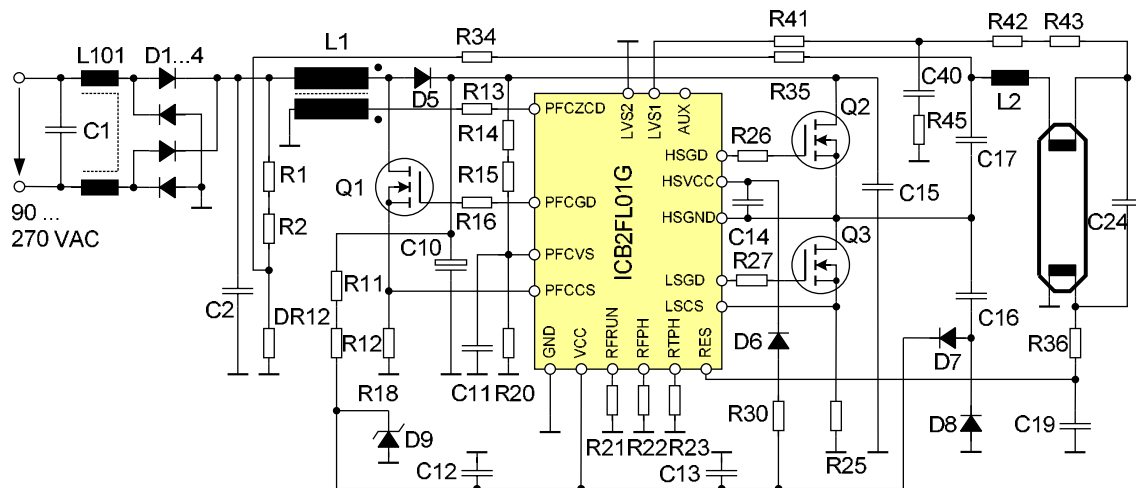 R41
R42 R43
L101 D1...4
R34
L1
C1
D5
R13
R14
R15
R16
Q1
R1
R2
90 ...
270 VAC
C2
C10
R11
DR12
R12
R18
D9
C11
R20
C12
C13
PFCZCD
PFCGD
PFCVS
PFCCS
LVS2
LVS1
AUX
HSGD
HSVCC
HSGND
LSGD
LSCS
GND
VCC
RFRUN
RFPH
RTPH
RES
ICB2FL01G
R21
R22
R23
R26
R27
R35
Q2
Q3
C14
C15
D6
R30
R25
C40
R45
L2
C17
C16
D7
D8
C24
R36
C19